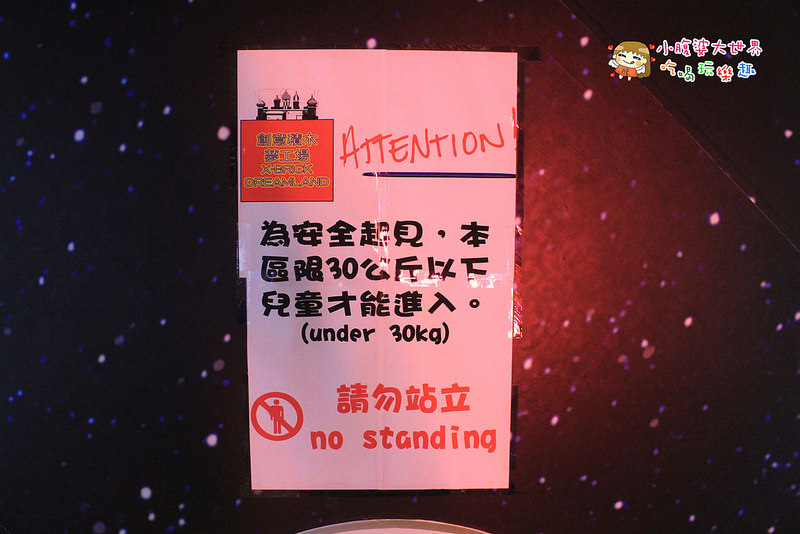 小腹婆大世界
吃喝玩樂趣
創意積木
夢工場
X-BRICK
DREAMLAND
ATTENTION!
為安全起見，本
區限30公斤以下
兒童才能進入。
(under 30kg)
請勿站立
no standing